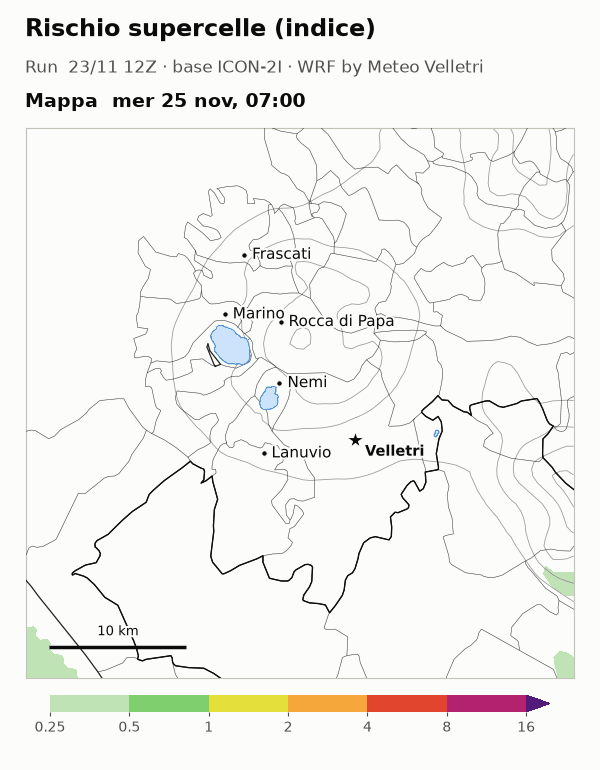 Rischio supercelle (indice)
Run  23/11 12Z · base ICON-2I · WRF by Meteo Velletri
Mappa  mer 25 nov, 07:00
Frascati
Marino
Rocca di Papa
Nemi
Velletri
Lanuvio
10 km
0.25 0.5 1 2 4 8 16